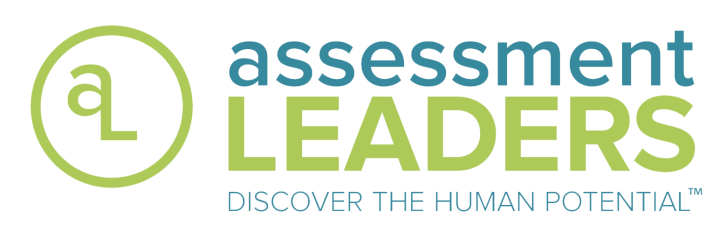 aL
assessment
LEADERS
DISCOVER THE HUMAN POTENTIAL™